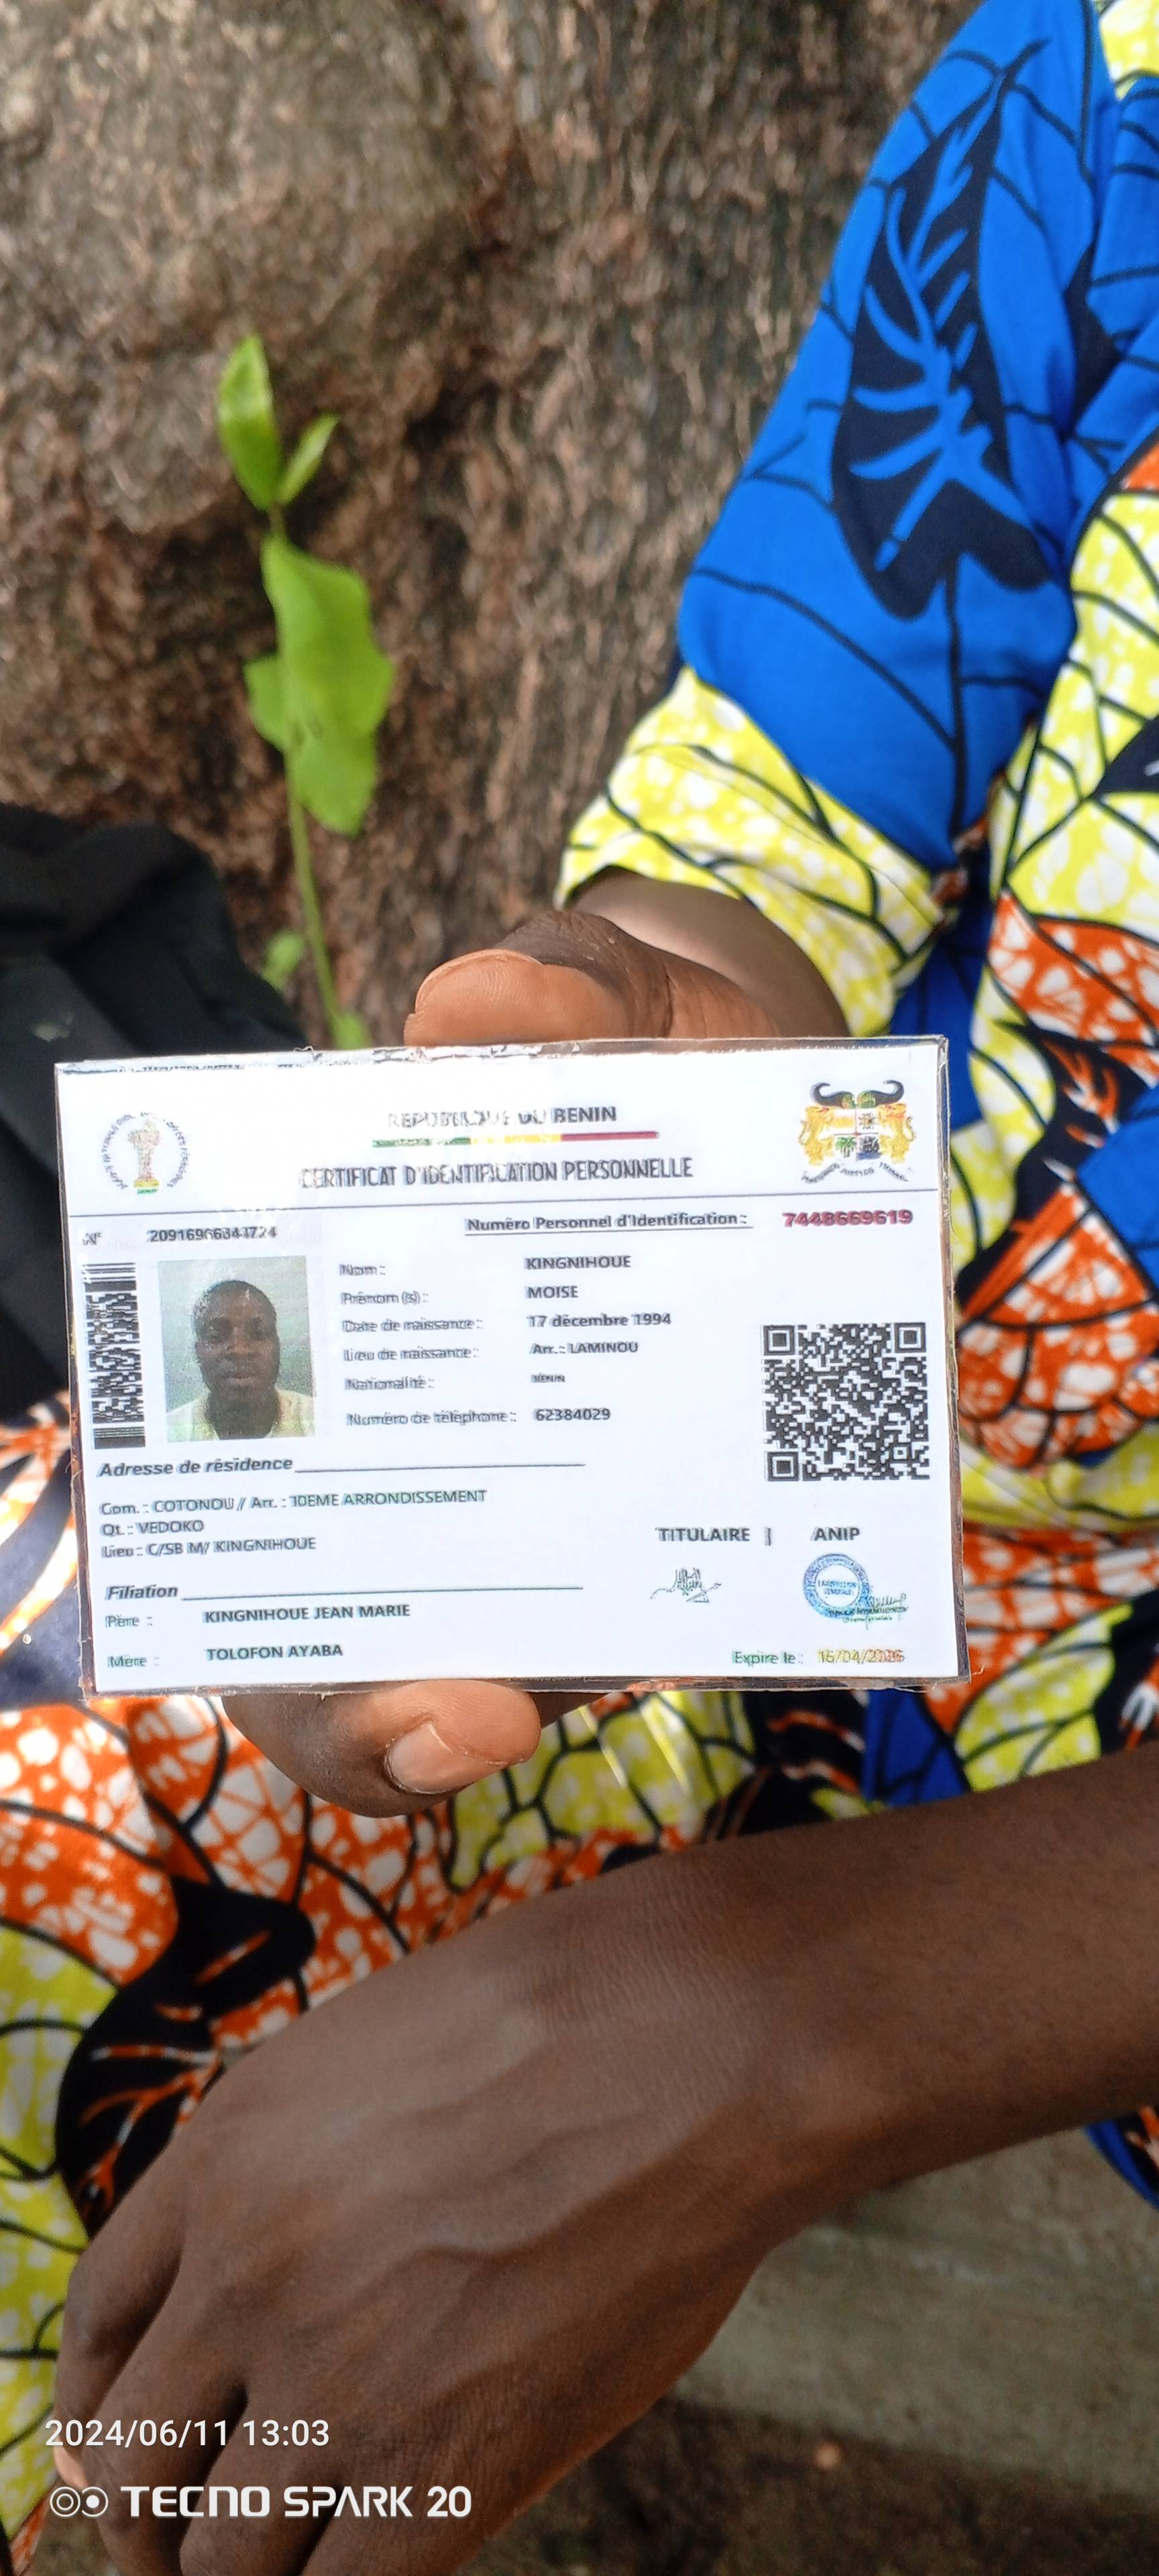 REPUBLIQUE DU BENIN
CERTIFICAT D'IDENTIFICATION PERSONNELLE
N° 2091696634
Numéro Personnel d'Identification : 7448669619
Nom : KINGNIHOUE
Prénom (s) : MOISE
Date de naissance : 17 décembre 1994
Lieu de naissance : Arr. : LAMINOU
Nationalité : BENIN
Numéro de téléphone : 62384029
Adresse de résidence
Com. : COTONOU / Arr. : 10EME ARRONDISSEMENT
Qt. : VEDOKO
Lieu : C/SB M/ KINGNIHOUE
TITULAIRE | ANIP
Filiation
Père : KINGNIHOUE JEAN MARIE
Mère : TOLOFON AYABA
Expire le : 16/04/
2024/06/11 13:03
TECNO SPARK 20